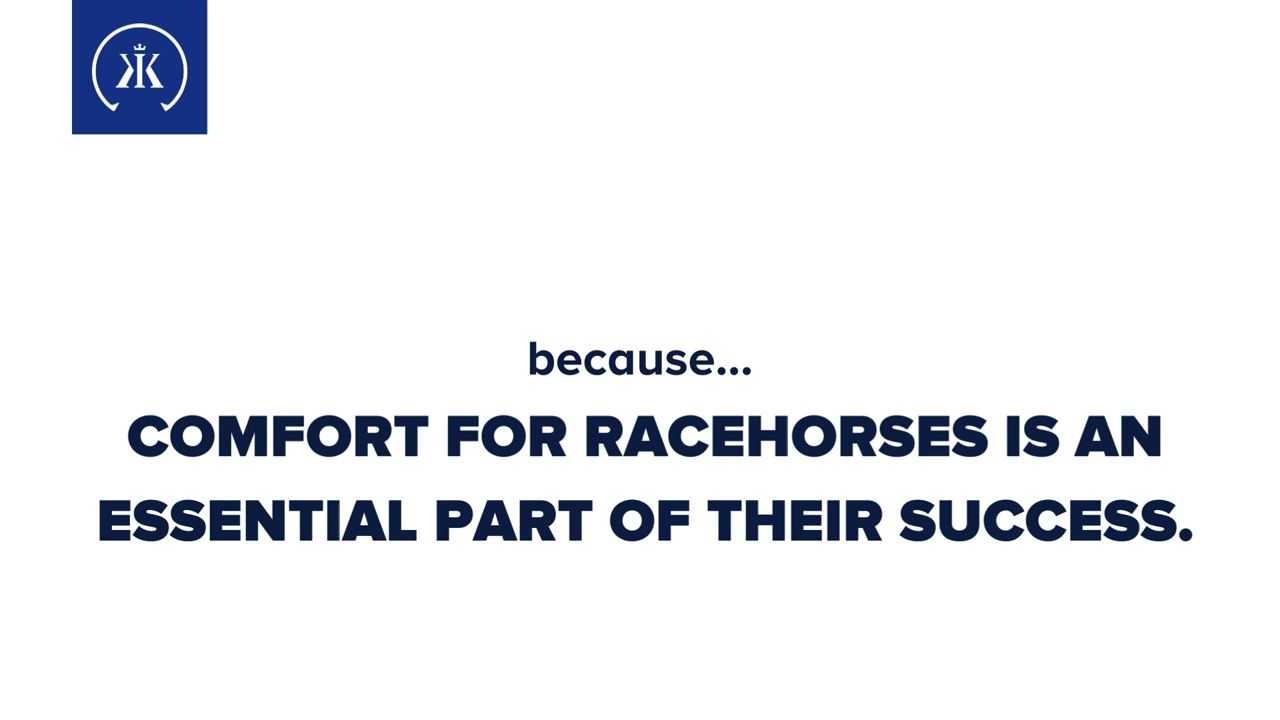 because...
COMFORT FOR RACEHORSES IS AN
ESSENTIAL PART OF THEIR SUCCESS.